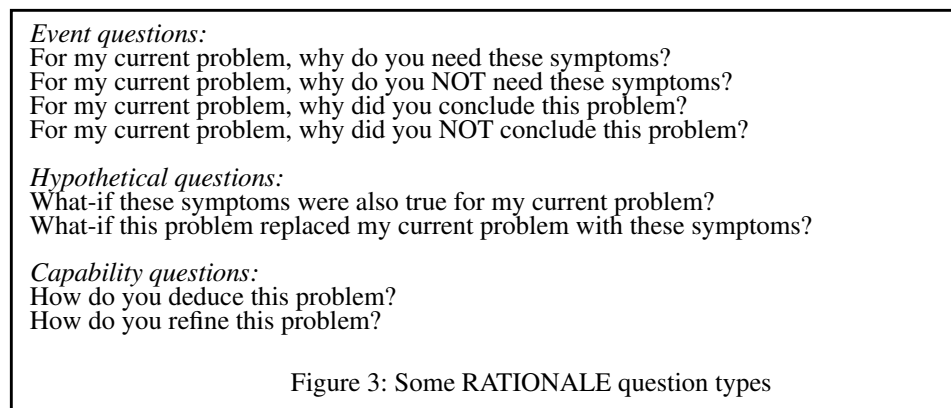 Event questions:
For my current problem, why do you need these symptoms?
For my current problem, why do you NOT need these symptoms?
For my current problem, why did you conclude this problem?
For my current problem, why did you NOT conclude this problem?
Hypothetical questions:
What-if these symptoms were also true for my current problem?
What-if this problem replaced my current problem with these symptoms?
Capability questions:
How do you deduce this problem?
How do you refine this problem?
Figure 3: Some RATIONALE question types